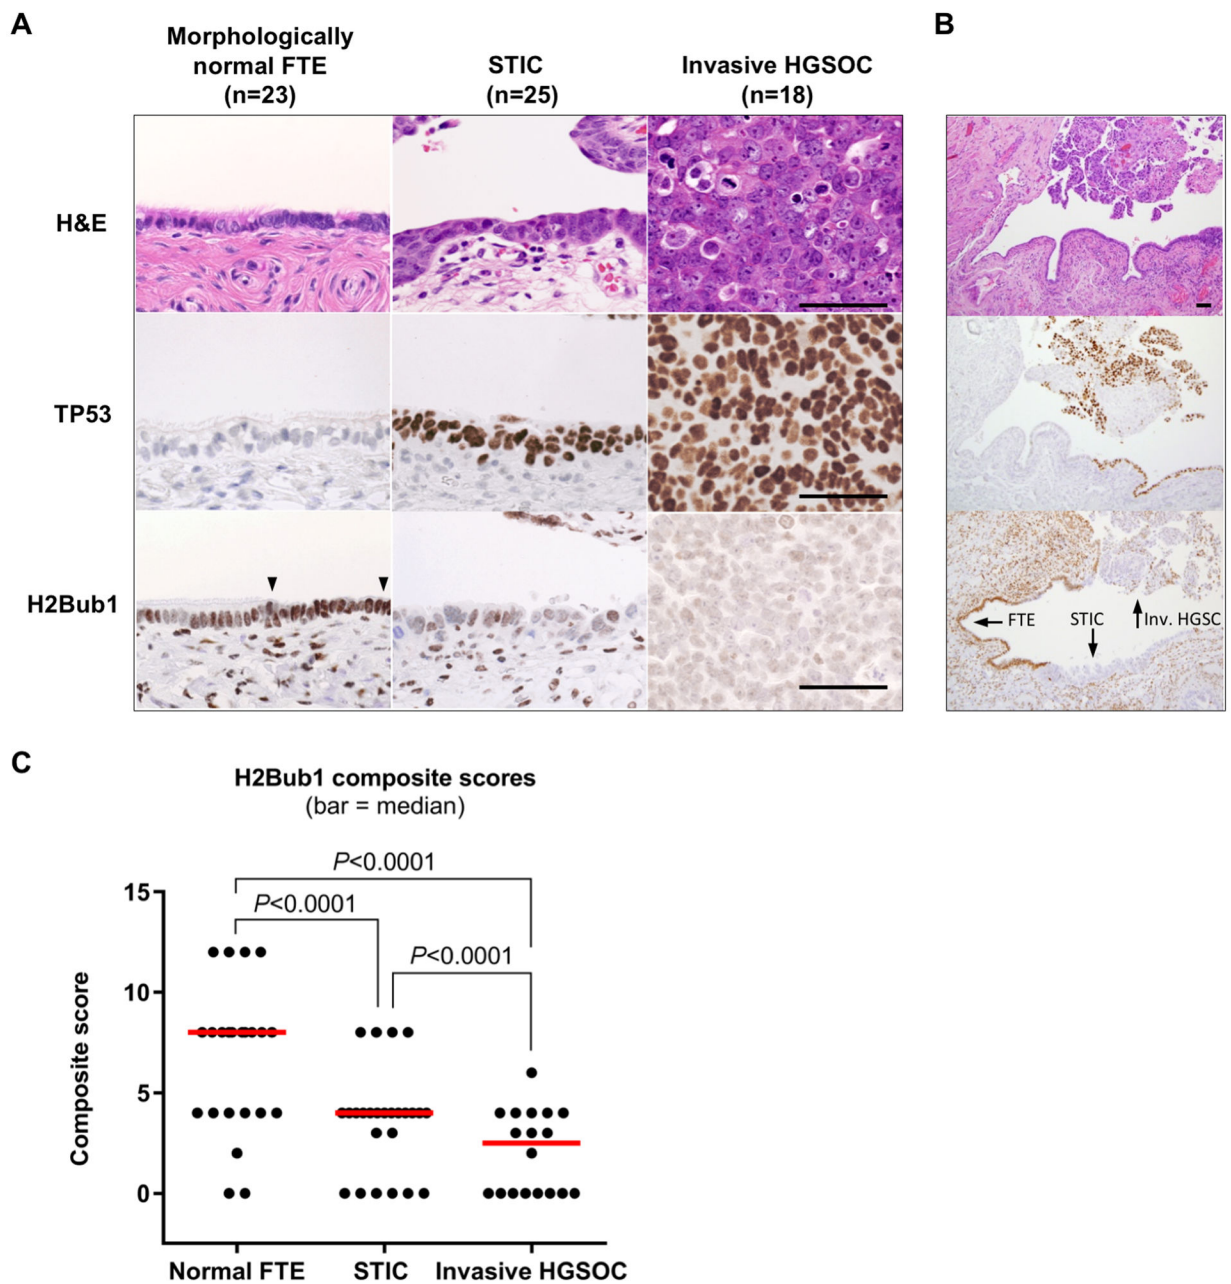 A
B
Morphologically
normal FTE
(n=23)
STIC
(n=25)
Invasive HGSOC
(n=18)
H&E
TP53
H2Bub1
FTE
STIC
Inv. HGSC
C
H2Bub1 composite scores
(bar = median)
P<0.0001
P<0.0001
P<0.0001
15
10
5
0
Composite score
Normal FTE
STIC
Invasive HGSOC